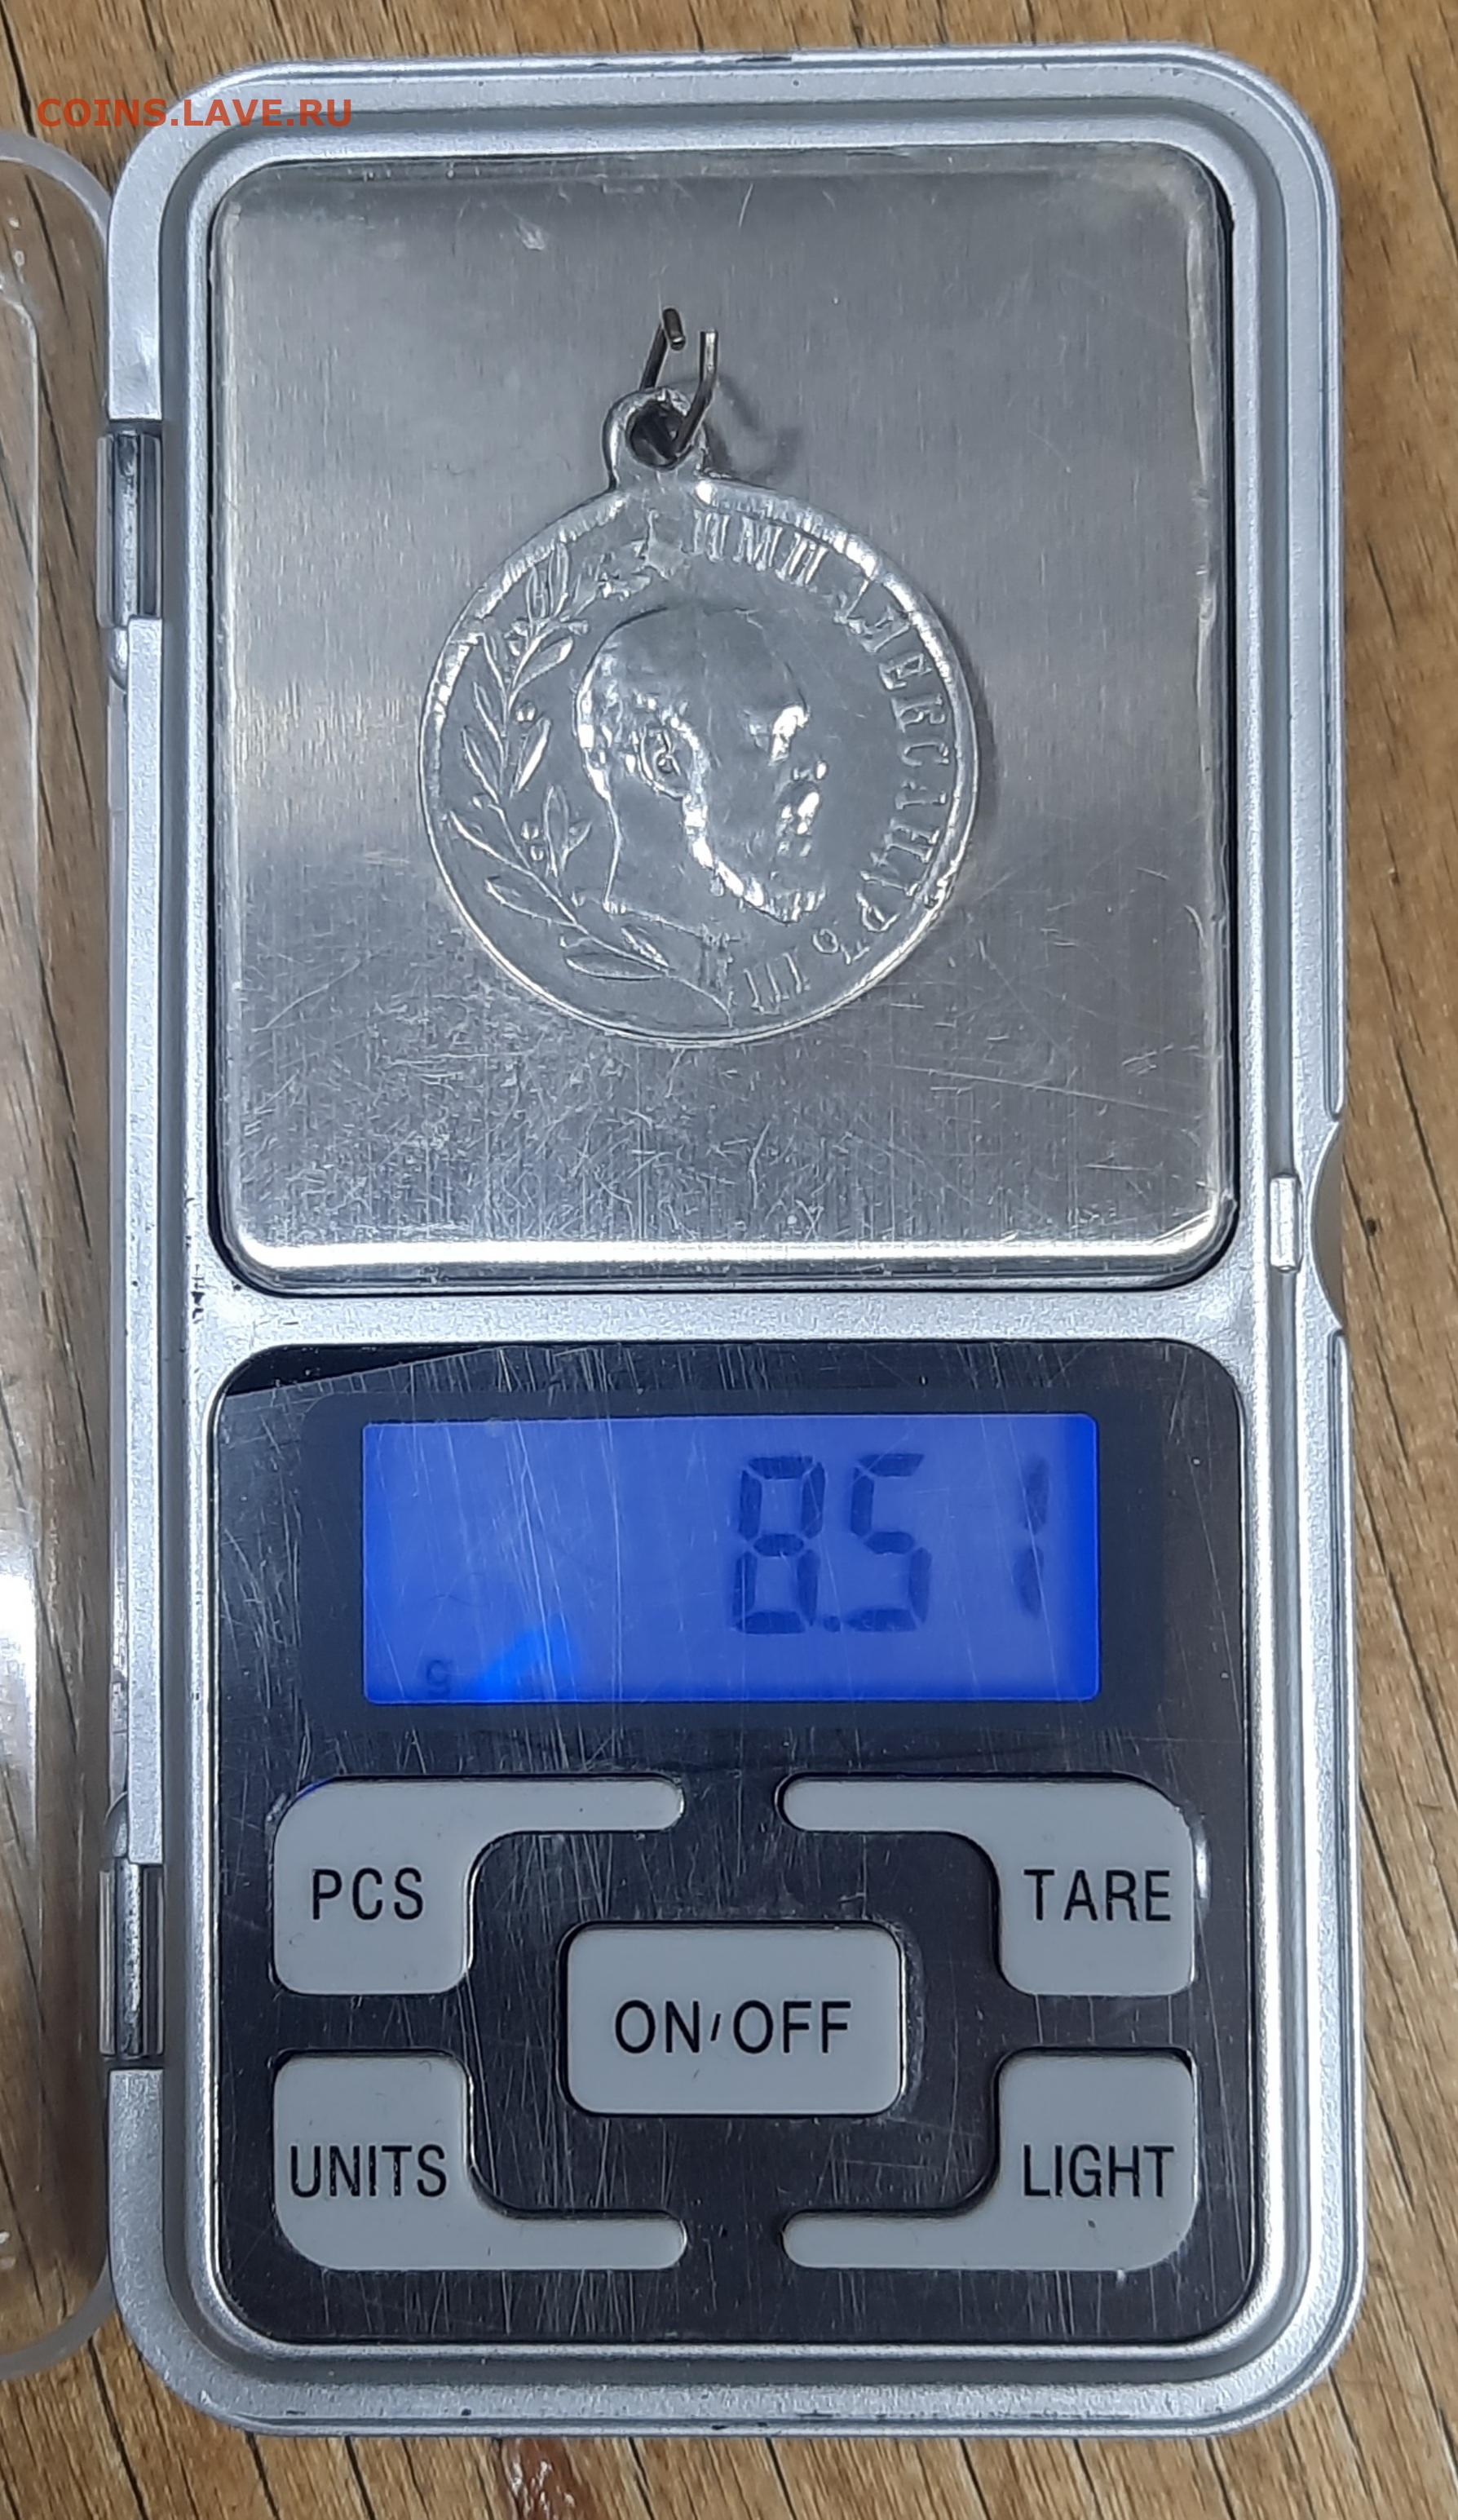 COINS.LAVE.RU
ИМП АЛЕКСАНДРЪ III
8.51
g
PCS
TARE
ON/OFF
UNITS
LIGHT